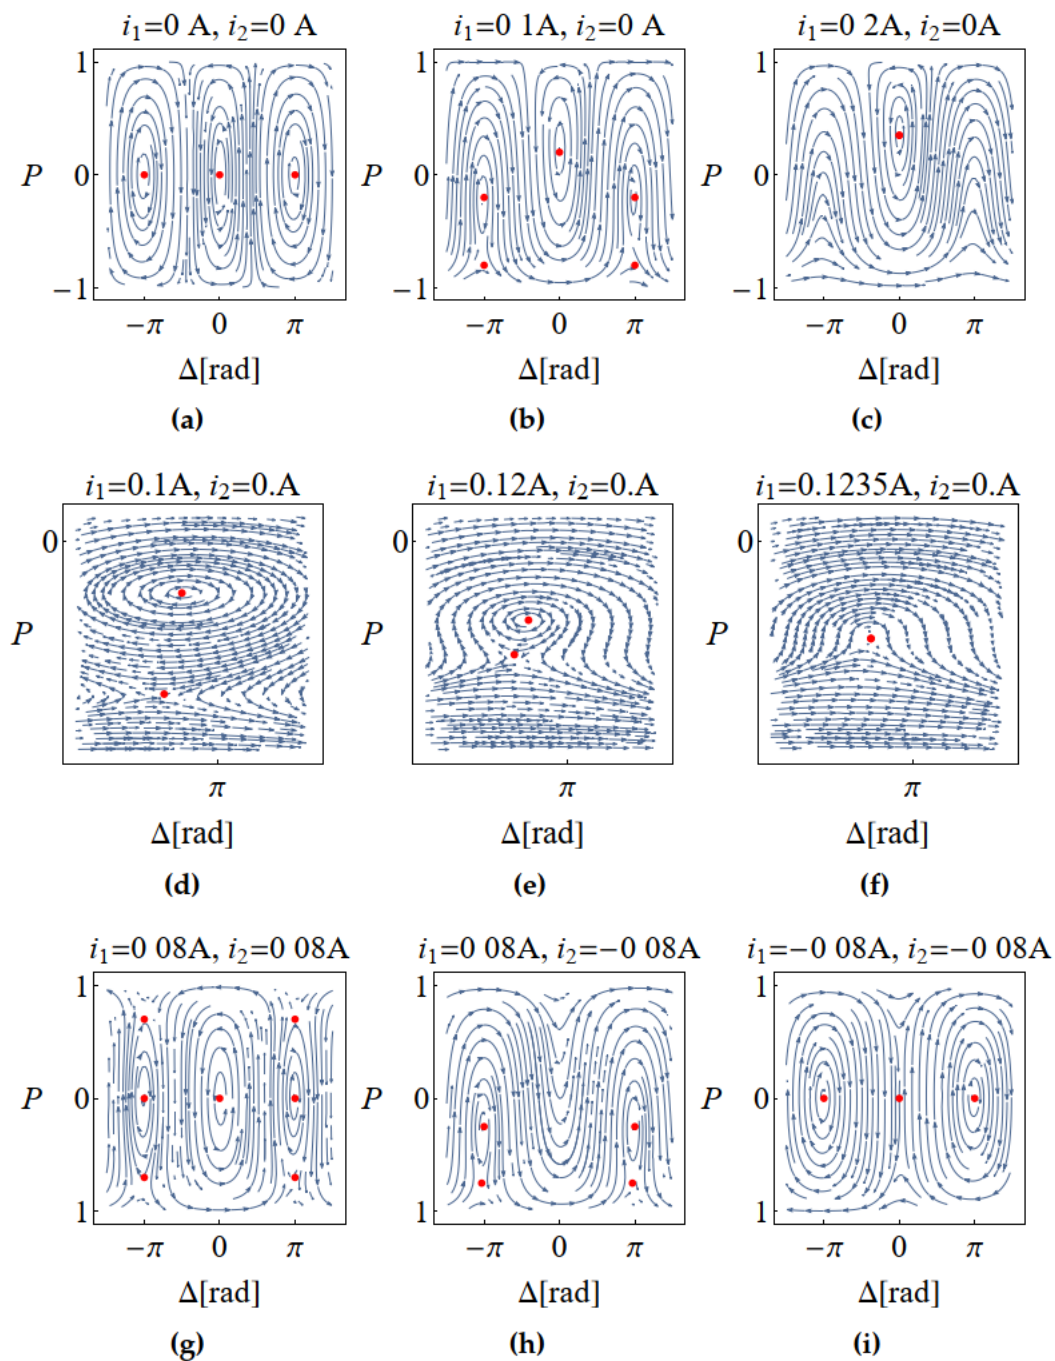 i₁=0 A, i₂=0 A
i₁=0 1A, i₂=0 A
i₁=0 2A, i₂=0A
1
P 0
−1
−π 0 π
Δ[rad]
(a)
1
P 0
−1
−π 0 π
Δ[rad]
(b)
1
P 0
−1
−π 0 π
Δ[rad]
(c)
i₁=0.1A, i₂=0.A
i₁=0.12A, i₂=0.A
i₁=0.1235A, i₂=0.A
0
P
π
Δ[rad]
(d)
0
P
π
Δ[rad]
(e)
0
P
π
Δ[rad]
(f)
i₁=0 08A, i₂=0 08A
i₁=0 08A, i₂=−0 08A
i₁=−0 08A, i₂=−0 08A
1
P 0
1
−π 0 π
Δ[rad]
(g)
1
P 0
1
−π 0 π
Δ[rad]
(h)
1
P 0
1
−π 0 π
Δ[rad]
(i)